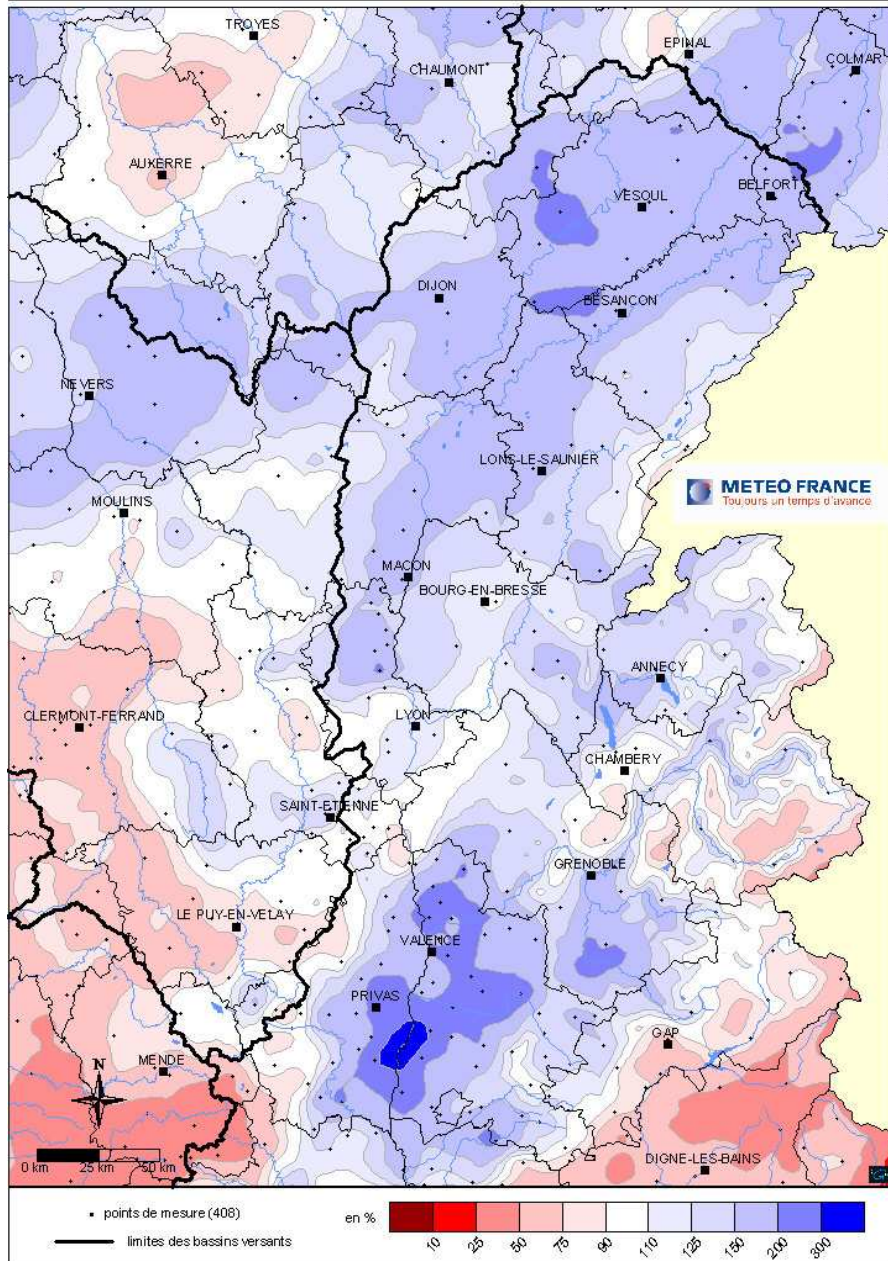 TROYES
EPINAL
CHAUMONT
COLMAR
AUXERRE
VESOUL
BELFORT
DIJON
BESANCON
NEVERS
LONS-LE-SAUNIER
METEO FRANCE
Toujours un temps d'avance
MOULINS
MACON
BOURG-EN-BRESSE
ANNECY
CLERMONT-FERRAND
LYON
CHAMBERY
SAINT-ETIENNE
GRENOBLE
LE PUY-EN-VELAY
VALENCE
PRIVAS
GAP
MENDE
N
DIGNE-LES-BAINS
0 km 25 km 50 km
points de mesure (408)
limites des bassins versants
en %
10 25 50 75 90 110 125 150 200 300